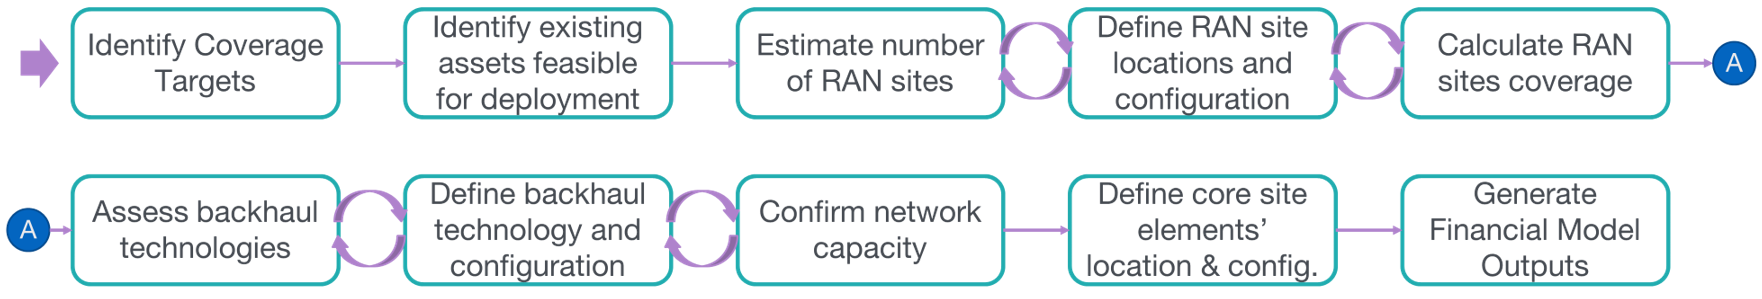 Identify Coverage
Targets
Identify existing
assets feasible
for deployment
Estimate number
of RAN sites
Define RAN site
locations and
configuration
Calculate RAN
sites coverage
A
A
Assess backhaul
technologies
Define backhaul
technology and
configuration
Confirm network
capacity
Define core site
elements’
location & config.
Generate
Financial Model
Outputs